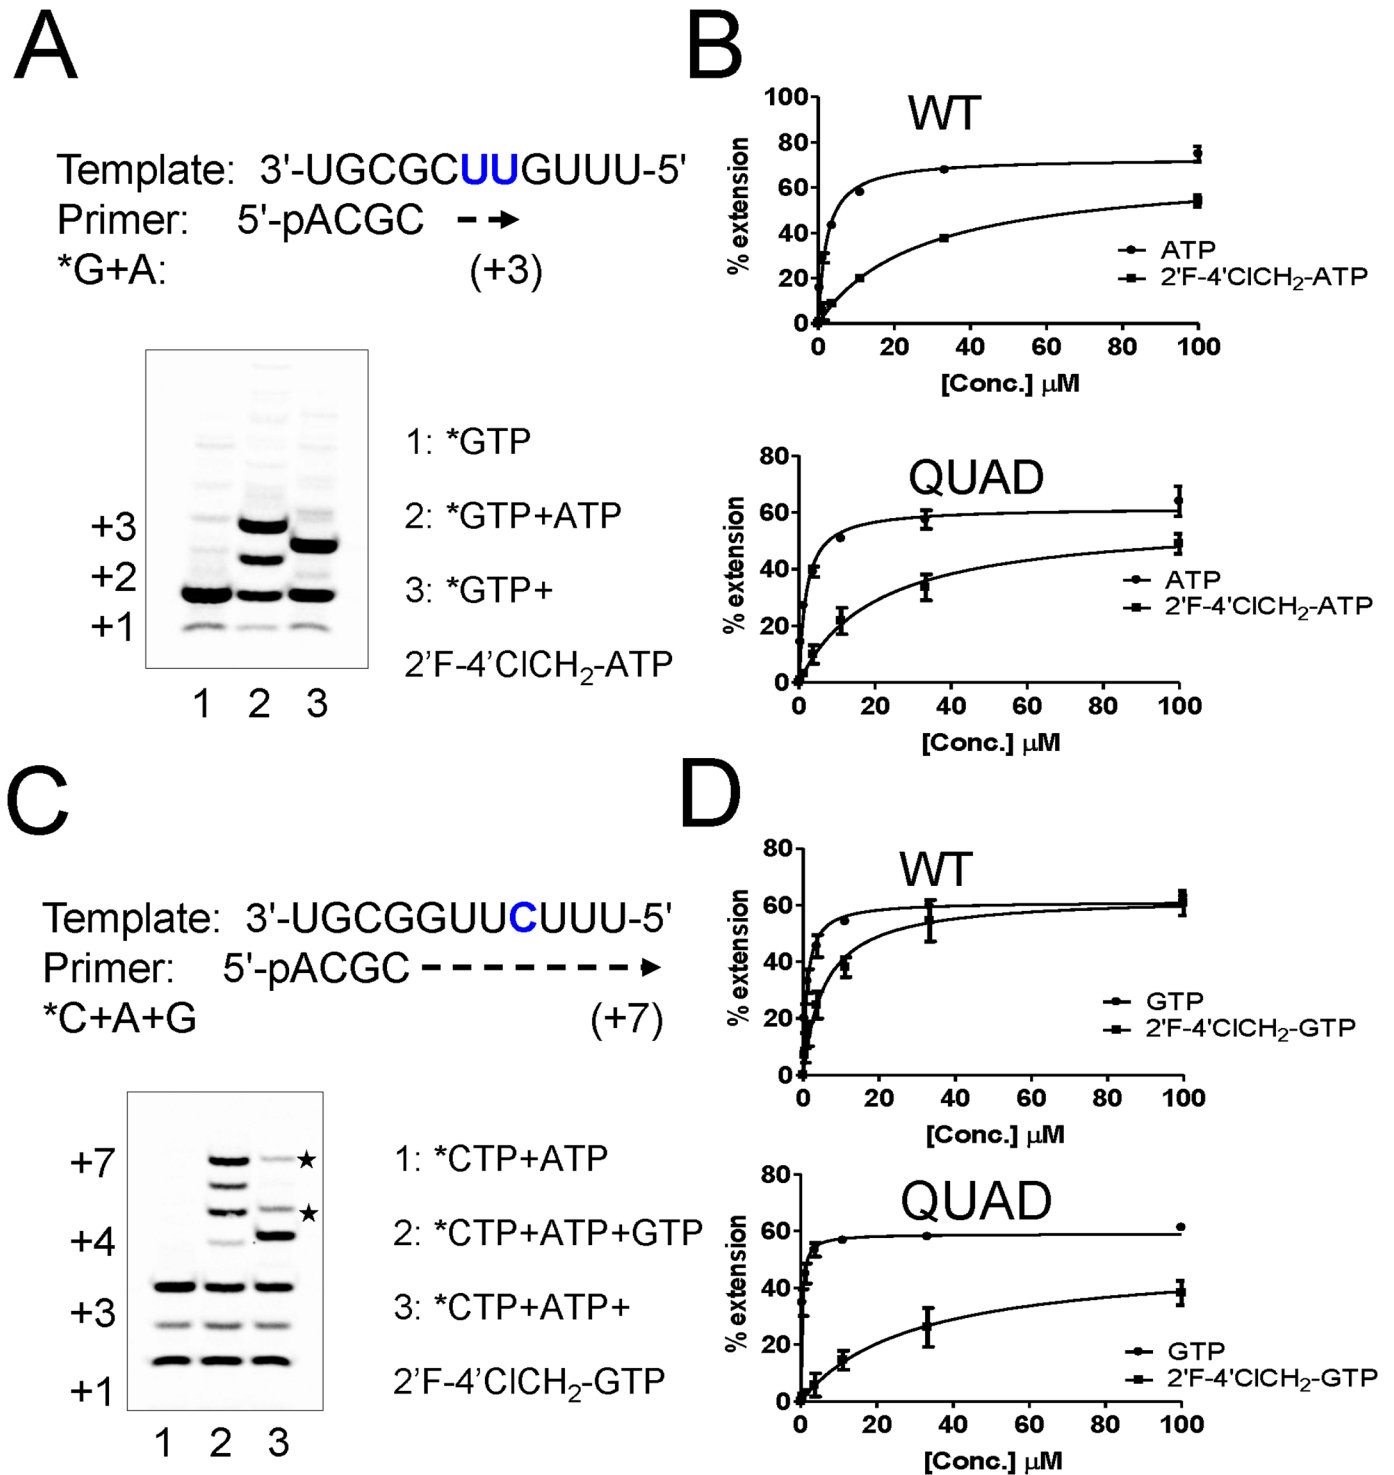 A
Template: 3'-UGCGCUUGUUU-5'
Primer: 5'-pACGC
*G+A: (+3)
+3
+2
+1
1 2 3
1: *GTP
2: *GTP+ATP
3: *GTP+
2'F-4'ClCH2-ATP
B
WT
100
80
60
40
20
0
% extension
0 20 40 60 80 100
[Conc.] μM
ATP
2'F-4'ClCH2-ATP
QUAD
80
60
40
20
0
% extension
0 20 40 60 80 100
[Conc.] μM
ATP
2'F-4'ClCH2-ATP
C
Template: 3'-UGCGGUUCUUU-5'
Primer: 5'-pACGC
*C+A+G (+7)
+7
+4
+3
+1
★
★
1 2 3
1: *CTP+ATP
2: *CTP+ATP+GTP
3: *CTP+ATP+
2'F-4'ClCH2-GTP
D
WT
80
60
40
20
0
% extension
0 20 40 60 80 100
[Conc.] μM
GTP
2'F-4'ClCH2-GTP
QUAD
80
60
40
20
0
% extension
0 20 40 60 80 100
[Conc.] μM
GTP
2'F-4'ClCH2-GTP